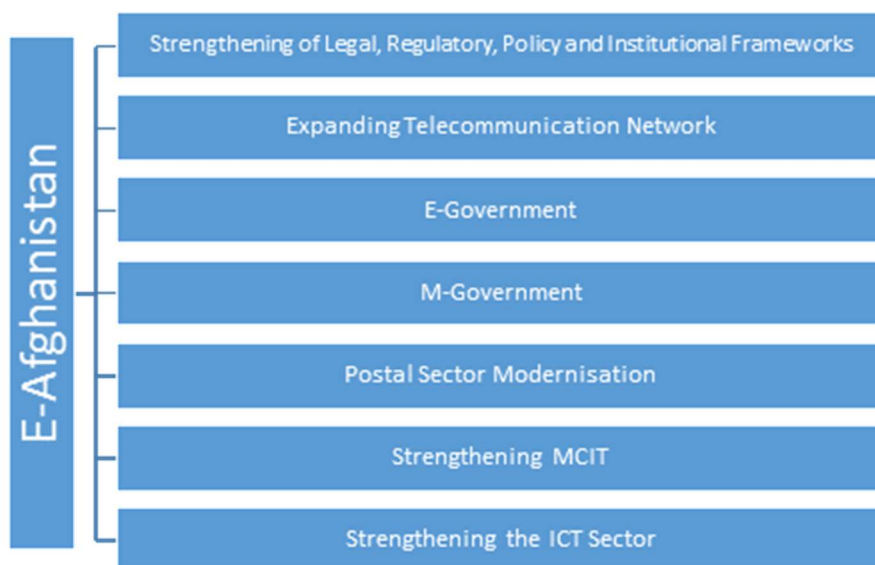 E-Afghanistan
Strengthening of Legal, Regulatory, Policy and Institutional Frameworks
Expanding Telecommunication Network
E-Government
M-Government
Postal Sector Modernisation
Strengthening MCIT
Strengthening the ICT Sector